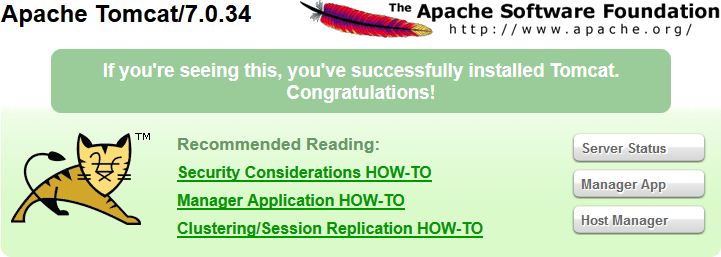 Apache Tomcat/7.0.34
The Apache Software Foundation
http://www.apache.org/
If you're seeing this, you've successfully installed Tomcat.
Congratulations!
TM
Recommended Reading:
Security Considerations HOW-TO
Manager Application HOW-TO
Clustering/Session Replication HOW-TO
Server Status
Manager App
Host Manager